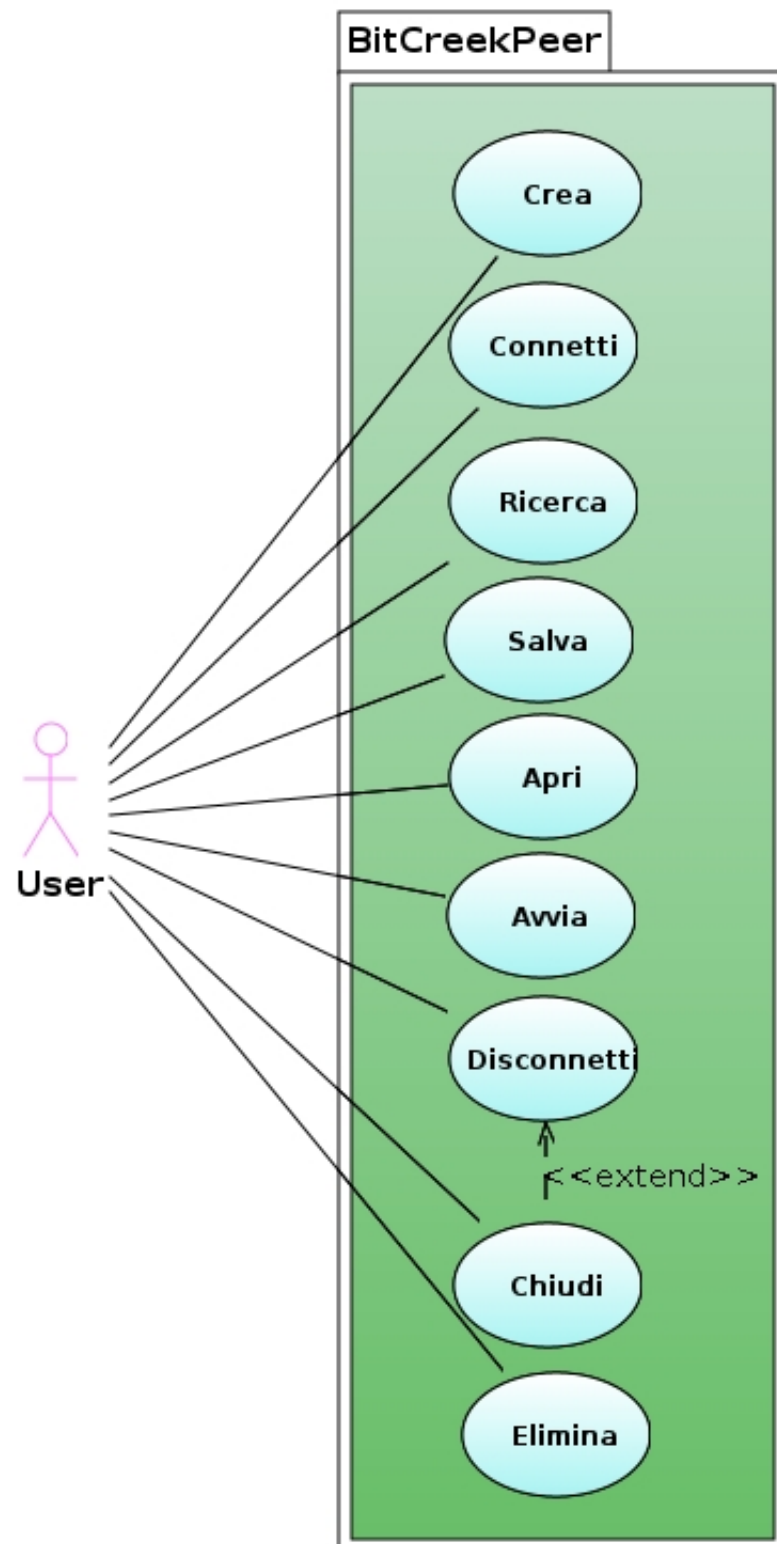 BitCreekPeer
Crea
Connetti
Ricerca
Salva
Apri
Avvia
User
Disconnetti
<<extend>>
Chiudi
Elimina